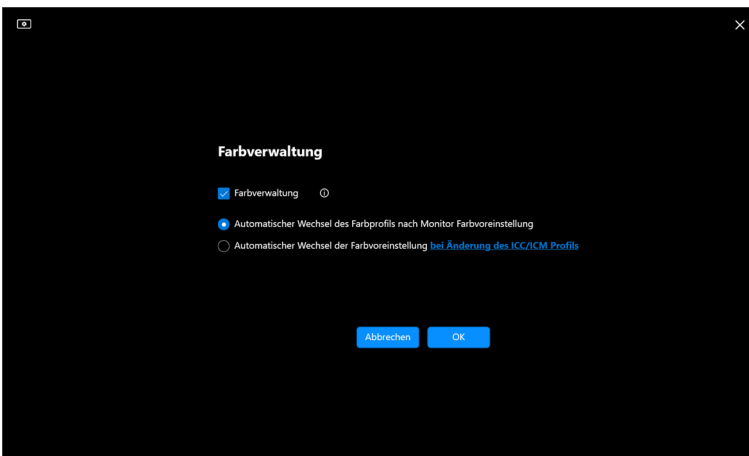 Farbverwaltung
Farbverwaltung
Automatischer Wechsel des Farbprofils nach Monitor Farbvoreinstellung
Automatischer Wechsel der Farbvoreinstellung bei Änderung des ICC/ICM Profils
Abbrechen OK